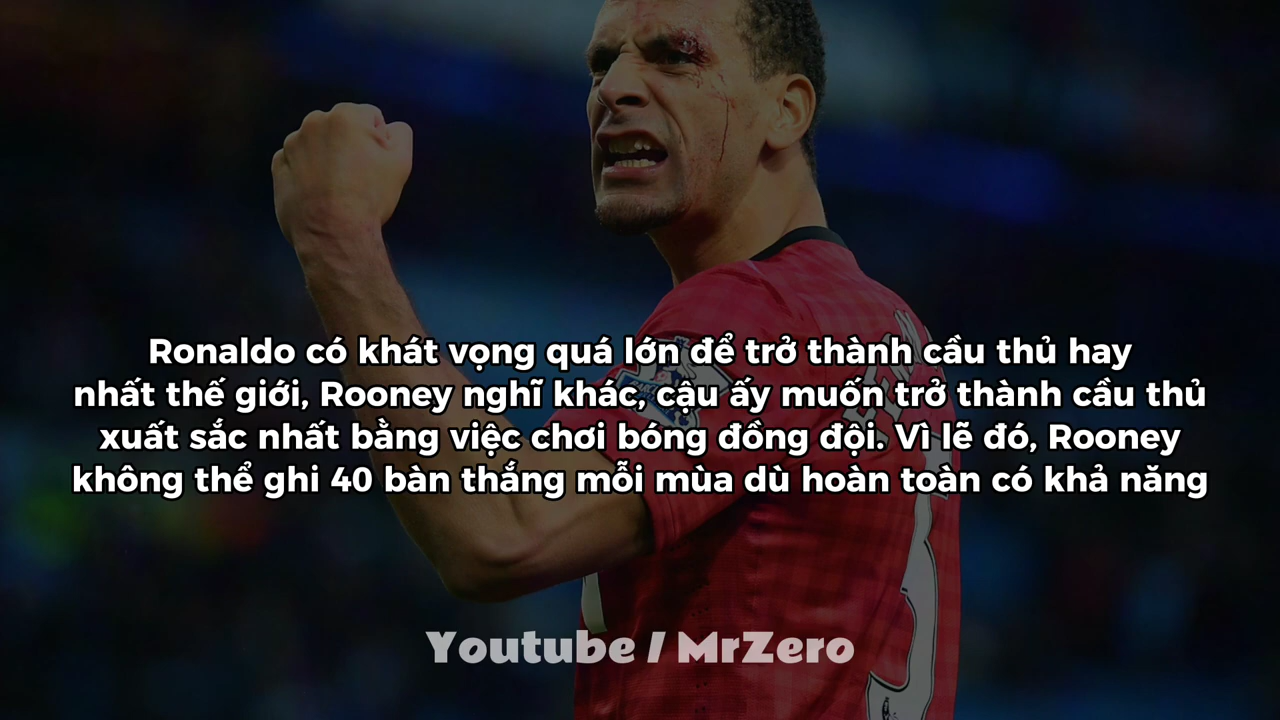 Ronaldo có khát vọng quá lớn để trở thành cầu thủ hay
nhất thế giới, Rooney nghĩ khác, cậu ấy muốn trở thành cầu thủ
xuất sắc nhất bằng việc chơi bóng đồng đội. Vì lẽ đó, Rooney
không thể ghi 40 bàn thắng mỗi mùa dù hoàn toàn có khả năng
Youtube / MrZero